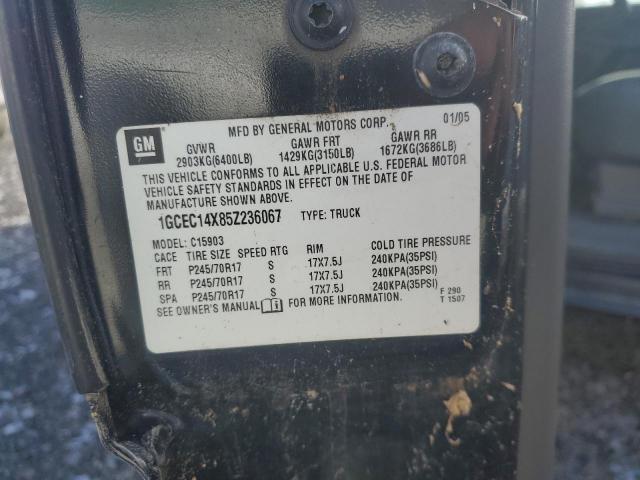 MFD BY GENERAL MOTORS CORP. 01/05
GM GVWR GAWR FRT GAWR RR
2903KG(6400LB) 1429KG(3150LB) 1672KG(3686LB)
THIS VEHICLE CONFORMS TO ALL APPLICABLE U.S. FEDERAL MOTOR
VEHICLE SAFETY STANDARDS IN EFFECT ON THE DATE OF
MANUFACTURE SHOWN ABOVE.
1GCEC14X85Z236067 TYPE: TRUCK
MODEL: C15903
CACE TIRE SIZE SPEED RTG RIM COLD TIRE PRESSURE
FRT P245/70R17 S 17X7.5J 240KPA(35PSI)
RR P245/70R17 S 17X7.5J 240KPA(35PSI)
SPA P245/70R17 S 17X7.5J 240KPA(35PSI)
SEE OWNER'S MANUAL FOR MORE INFORMATION.
F 290
T 1507